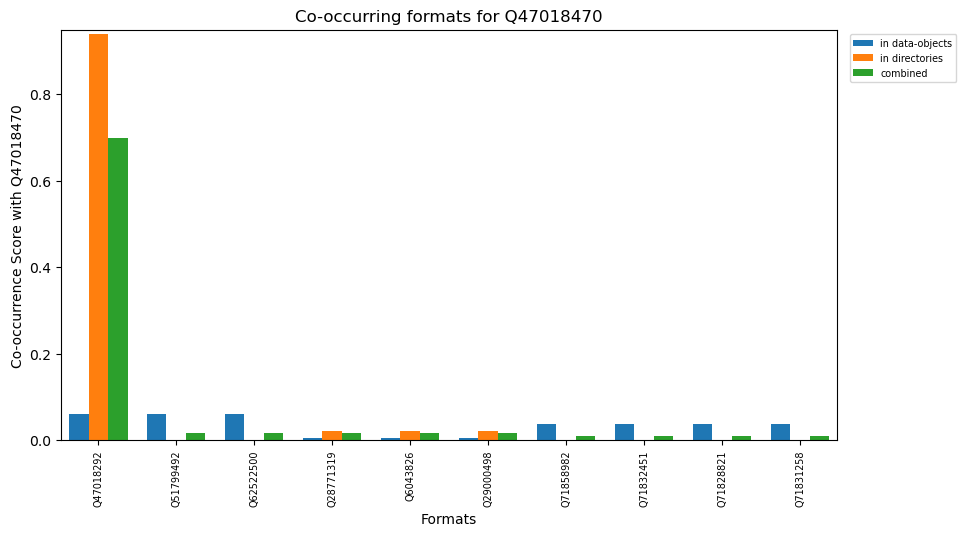 Co-occurring formats for Q47018470
in data-objects
in directories
combined
Co-occurrence Score with Q47018470
0.8
0.6
0.4
0.2
0.0
Q47018292
Q51799492
Q62522500
Q28771319
Q6043826
Q29000498
Q71858982
Q71832451
Q71828821
Q71831258
Formats